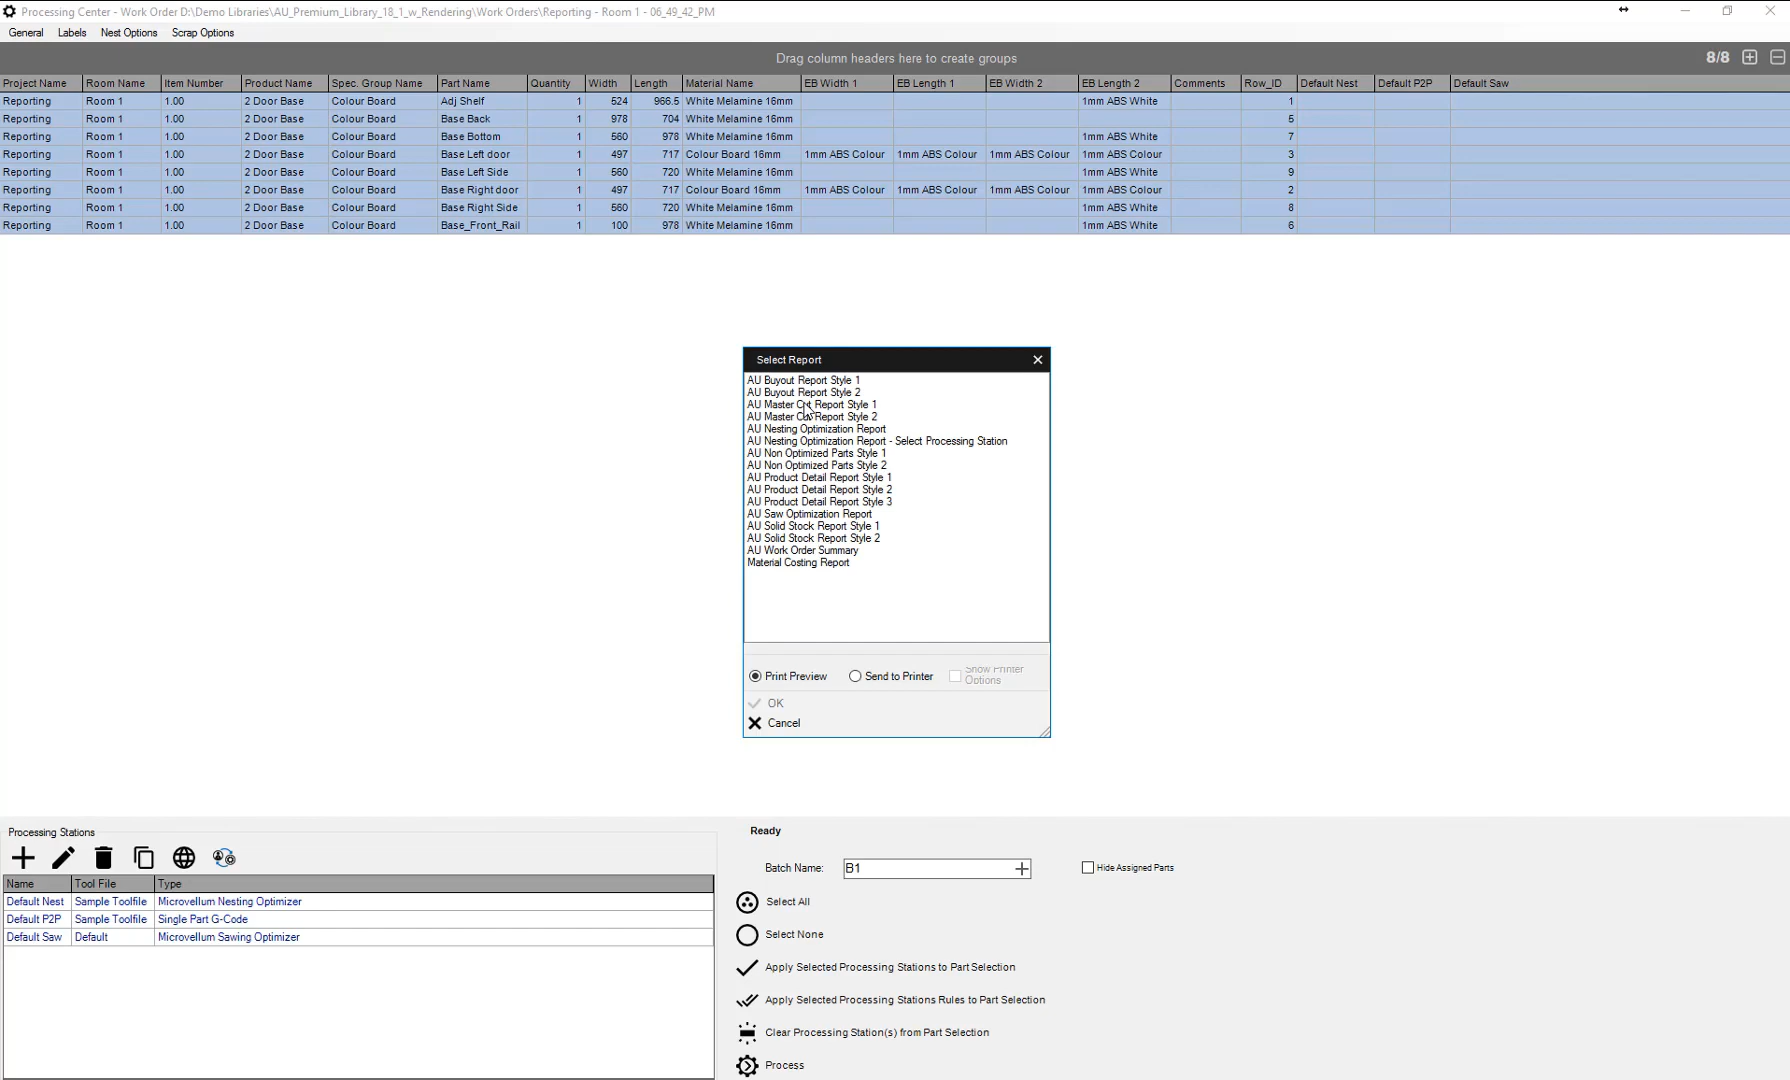 Processing Center - Work Order D:\Demo Libraries\AU_Premium_Library_18_1_w_Rendering\Work Orders\Reporting - Room 1 - 06_49_42_PM
General Labels Nest Options Scrap Options
Drag column headers here to create groups 8/8
Project Name Room Name Item Number Product Name Spec. Group Name Part Name Quantity Width Length Material Name EB Width 1 EB Length 1 EB Width 2 EB Length 2 Comments Row_ID Default Nest Default P2P Default Saw
Reporting Room 1 1.00 2 Door Base Colour Board Adj Shelf 1 524 966.5 White Melamine 16mm 1mm ABS White 1
Reporting Room 1 1.00 2 Door Base Colour Board Base Back 1 978 704 White Melamine 16mm 5
Reporting Room 1 1.00 2 Door Base Colour Board Base Bottom 1 560 978 White Melamine 16mm 1mm ABS White 7
Reporting Room 1 1.00 2 Door Base Colour Board Base Left door 1 497 717 Colour Board 16mm 1mm ABS Colour 1mm ABS Colour 1mm ABS Colour 1mm ABS Colour 3
Reporting Room 1 1.00 2 Door Base Colour Board Base Left Side 1 560 720 White Melamine 16mm 1mm ABS White 9
Reporting Room 1 1.00 2 Door Base Colour Board Base Right door 1 497 717 Colour Board 16mm 1mm ABS Colour 1mm ABS Colour 1mm ABS Colour 1mm ABS Colour 2
Reporting Room 1 1.00 2 Door Base Colour Board Base Right Side 1 560 720 White Melamine 16mm 1mm ABS White 8
Reporting Room 1 1.00 2 Door Base Colour Board Base_Front_Rail 1 100 978 White Melamine 16mm 1mm ABS White 6
Select Report
AU Buyout Report Style 1
AU Buyout Report Style 2
AU Master Cut Report Style 1
AU Master Cut Report Style 2
AU Nesting Optimization Report
AU Nesting Optimization Report - Select Processing Station
AU Non Optimized Parts Style 1
AU Non Optimized Parts Style 2
AU Product Detail Report Style 1
AU Product Detail Report Style 2
AU Product Detail Report Style 3
AU Saw Optimization Report
AU Solid Stock Report Style 1
AU Solid Stock Report Style 2
AU Work Order Summary
Material Costing Report
Print Preview Send to Printer Show Printer Options
OK
Cancel
Processing Stations
Name Tool File Type
Default Nest Sample Toolfile Microvellum Nesting Optimizer
Default P2P Sample Toolfile Single Part G-Code
Default Saw Default Microvellum Sawing Optimizer
Ready
Batch Name: B1 Hide Assigned Parts
Select All
Select None
Apply Selected Processing Stations to Part Selection
Apply Selected Processing Stations Rules to Part Selection
Clear Processing Station(s) from Part Selection
Process